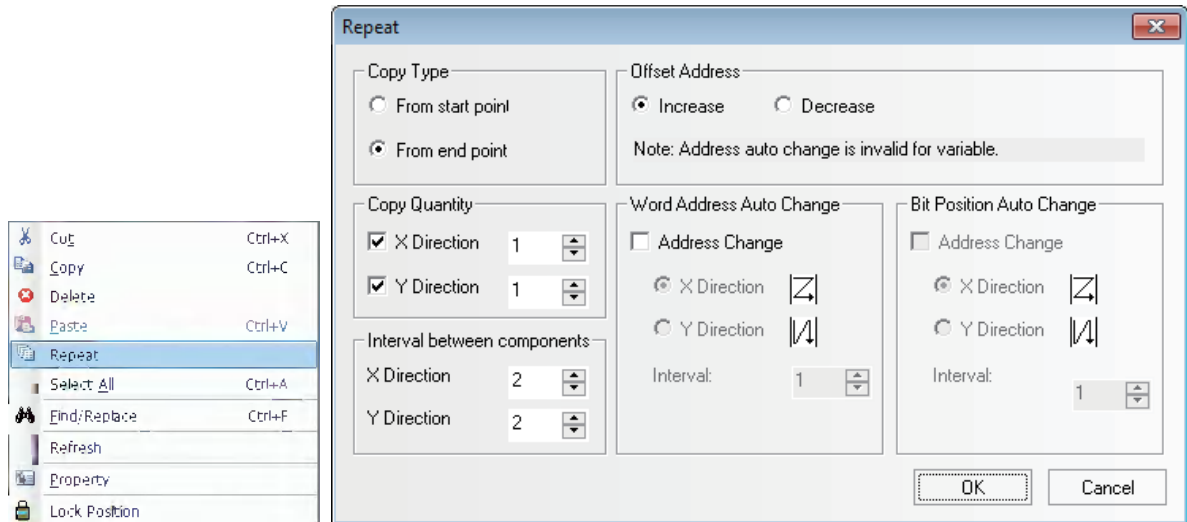 Cut Ctrl+X
Copy Ctrl+C
Delete
Paste Ctrl+V
Repeat
Select All Ctrl+A
Find/Replace Ctrl+F
Refresh
Property
Lock Position
Repeat
Copy Type
From start point
From end point
Offset Address
Increase Decrease
Note: Address auto change is invalid for variable.
Copy Quantity
X Direction 1
Y Direction 1
Interval between components
X Direction 2
Y Direction 2
Word Address Auto Change
Address Change
X Direction
Y Direction
Interval: 1
Bit Position Auto Change
Address Change
X Direction
Y Direction
Interval: 1
OK Cancel